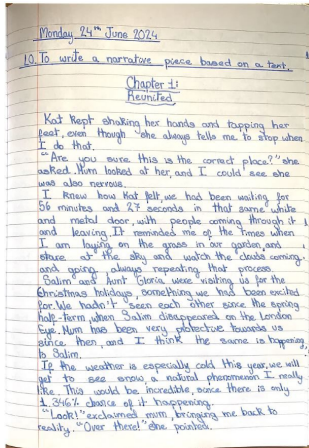 Monday 24th June 2024
LO. To write a narrative piece based on a text.
Chapter 1:
Reunited
Kat kept shaking her hands and tapping her
feet, even though she always tells me to stop when
I do that.
"Are you sure this is the correct place?" she
asked. Mum looked at her, and I could see she
was also nervous.
I knew how Kat felt, we had been waiting for
56 minutes and 27 seconds in that same white
and metal door, with people coming through it
and leaving. It reminded me of the times when
I am laying on the grass in our garden, and
stare at the sky and watch the clouds coming
and going, always repeating that process.
Salim and Aunt Gloria were visiting us for the
Christmas holidays, something we had been excited
for. We hadn't seen each other since the spring
half-term, when Salim disappeared on the London
Eye. Mum has been very protective towards us
since then, and I think the same is happening
to Salim.
If the weather is especially cold this year, we will
get to see snow, a natural phenomenon I really
like. This would be incredible, since there is only
1.346% chance of it happening.
"Look!" exclaimed mum, bringing me back to
reality. "Over there!" she pointed.